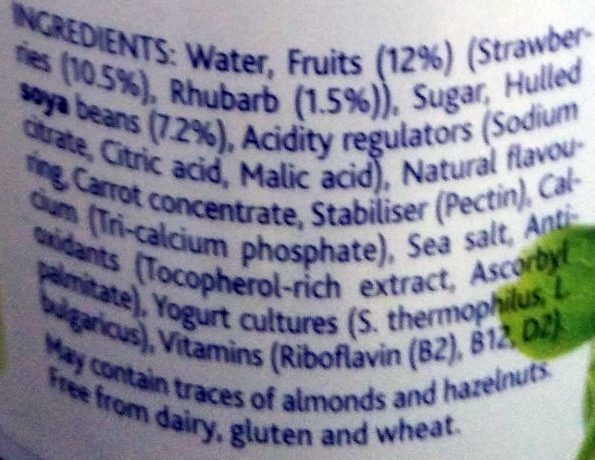 INGREDIENTS: Water, Fruits (12%) (Strawber-
ries (10.5%), Rhubarb (1.5%)), Sugar, Hulled
soya beans (7.2%), Acidity regulators (Sodium
citrate, Citric acid, Malic acid), Natural flavou-
ring, Carrot concentrate, Stabiliser (Pectin), Cal-
cium (Tri-calcium phosphate), Sea salt, Anti-
oxidants (Tocopherol-rich extract, Ascorbyl
palmitate), Yogurt cultures (S. thermophilus, L.
bulgaricus), Vitamins (Riboflavin (B2), B12, D2).
May contain traces of almonds and hazelnuts.
Free from dairy, gluten and wheat.